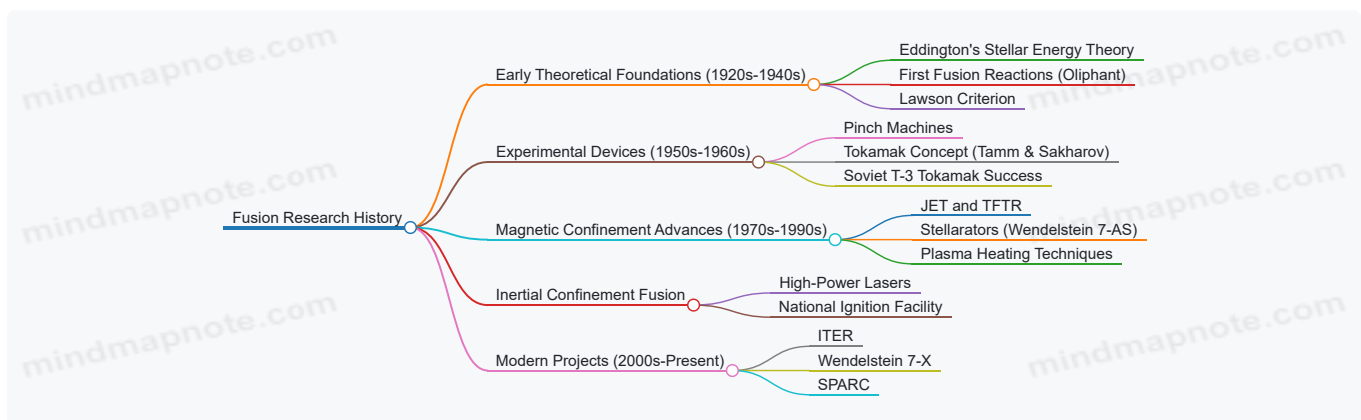 Fusion Research History
Early Theoretical Foundations (1920s-1940s)
Eddington's Stellar Energy Theory
First Fusion Reactions (Oliphant)
Lawson Criterion
Experimental Devices (1950s-1960s)
Pinch Machines
Tokamak Concept (Tamm & Sakharov)
Soviet T-3 Tokamak Success
Magnetic Confinement Advances (1970s-1990s)
JET and TFTR
Stellarators (Wendelstein 7-AS)
Plasma Heating Techniques
Inertial Confinement Fusion
High-Power Lasers
National Ignition Facility
Modern Projects (2000s-Present)
ITER
Wendelstein 7-X
SPARC
mindmapnote.com
mindmapnote.com
mindmapnote.com
mindmapnote.com
mindmapnote.com
mindmapnote.com